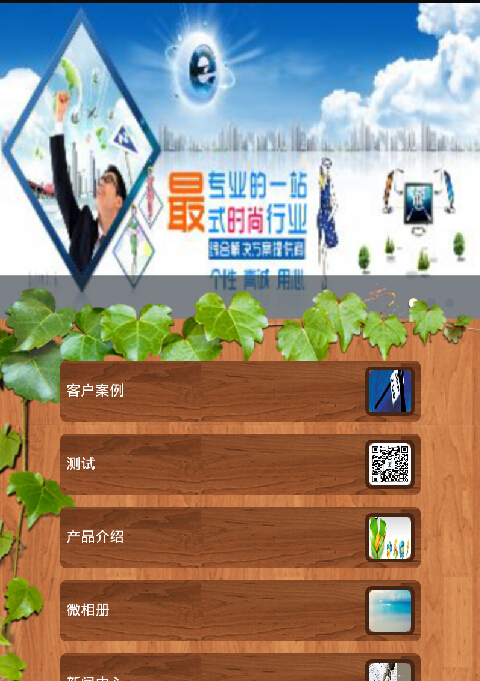 最 专业的一站
式时尚行业
综合解决方案提供商
个性 真诚 用心
客户案例
测试
产品介绍
微相册
新闻中心